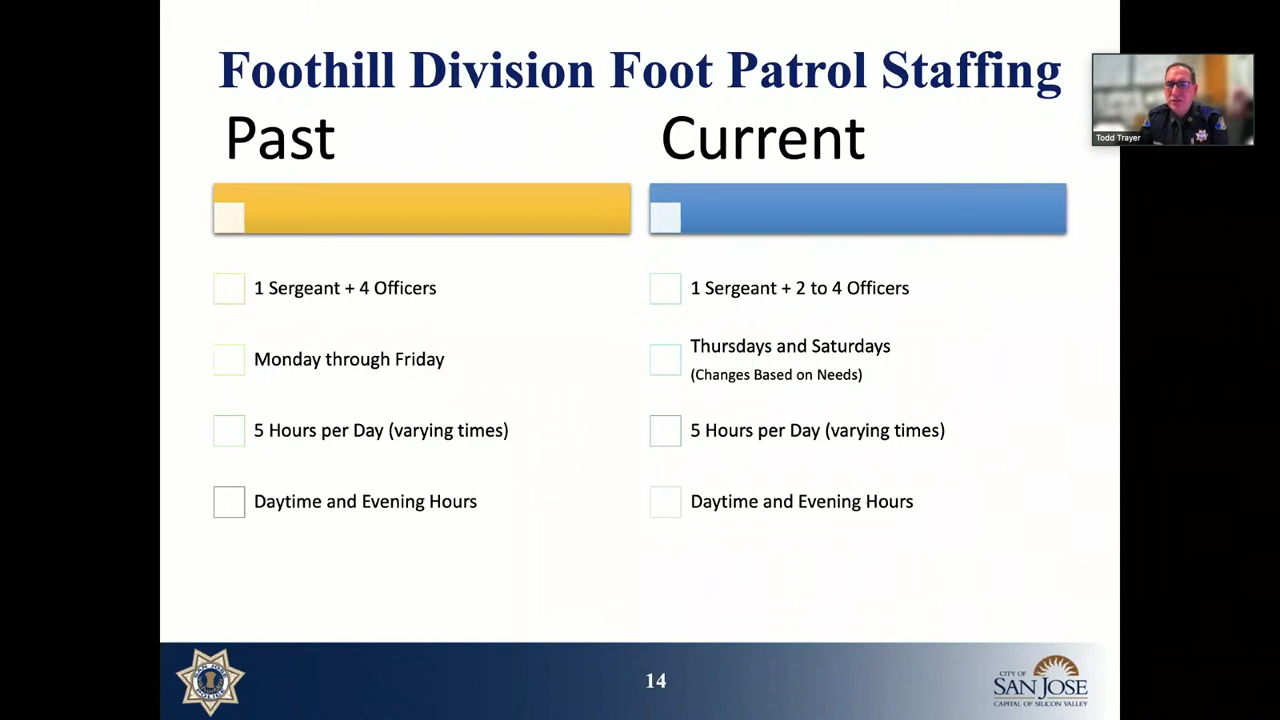 Foothill Division Foot Patrol Staffing
Todd Trayer
Past
1 Sergeant + 4 Officers
Monday through Friday
5 Hours per Day (varying times)
Daytime and Evening Hours
Current
1 Sergeant + 2 to 4 Officers
Thursdays and Saturdays
(Changes Based on Needs)
5 Hours per Day (varying times)
Daytime and Evening Hours
SAN JOSE
POLICE
14
CITY OF
SAN JOSE
CAPITAL OF SILICON VALLEY